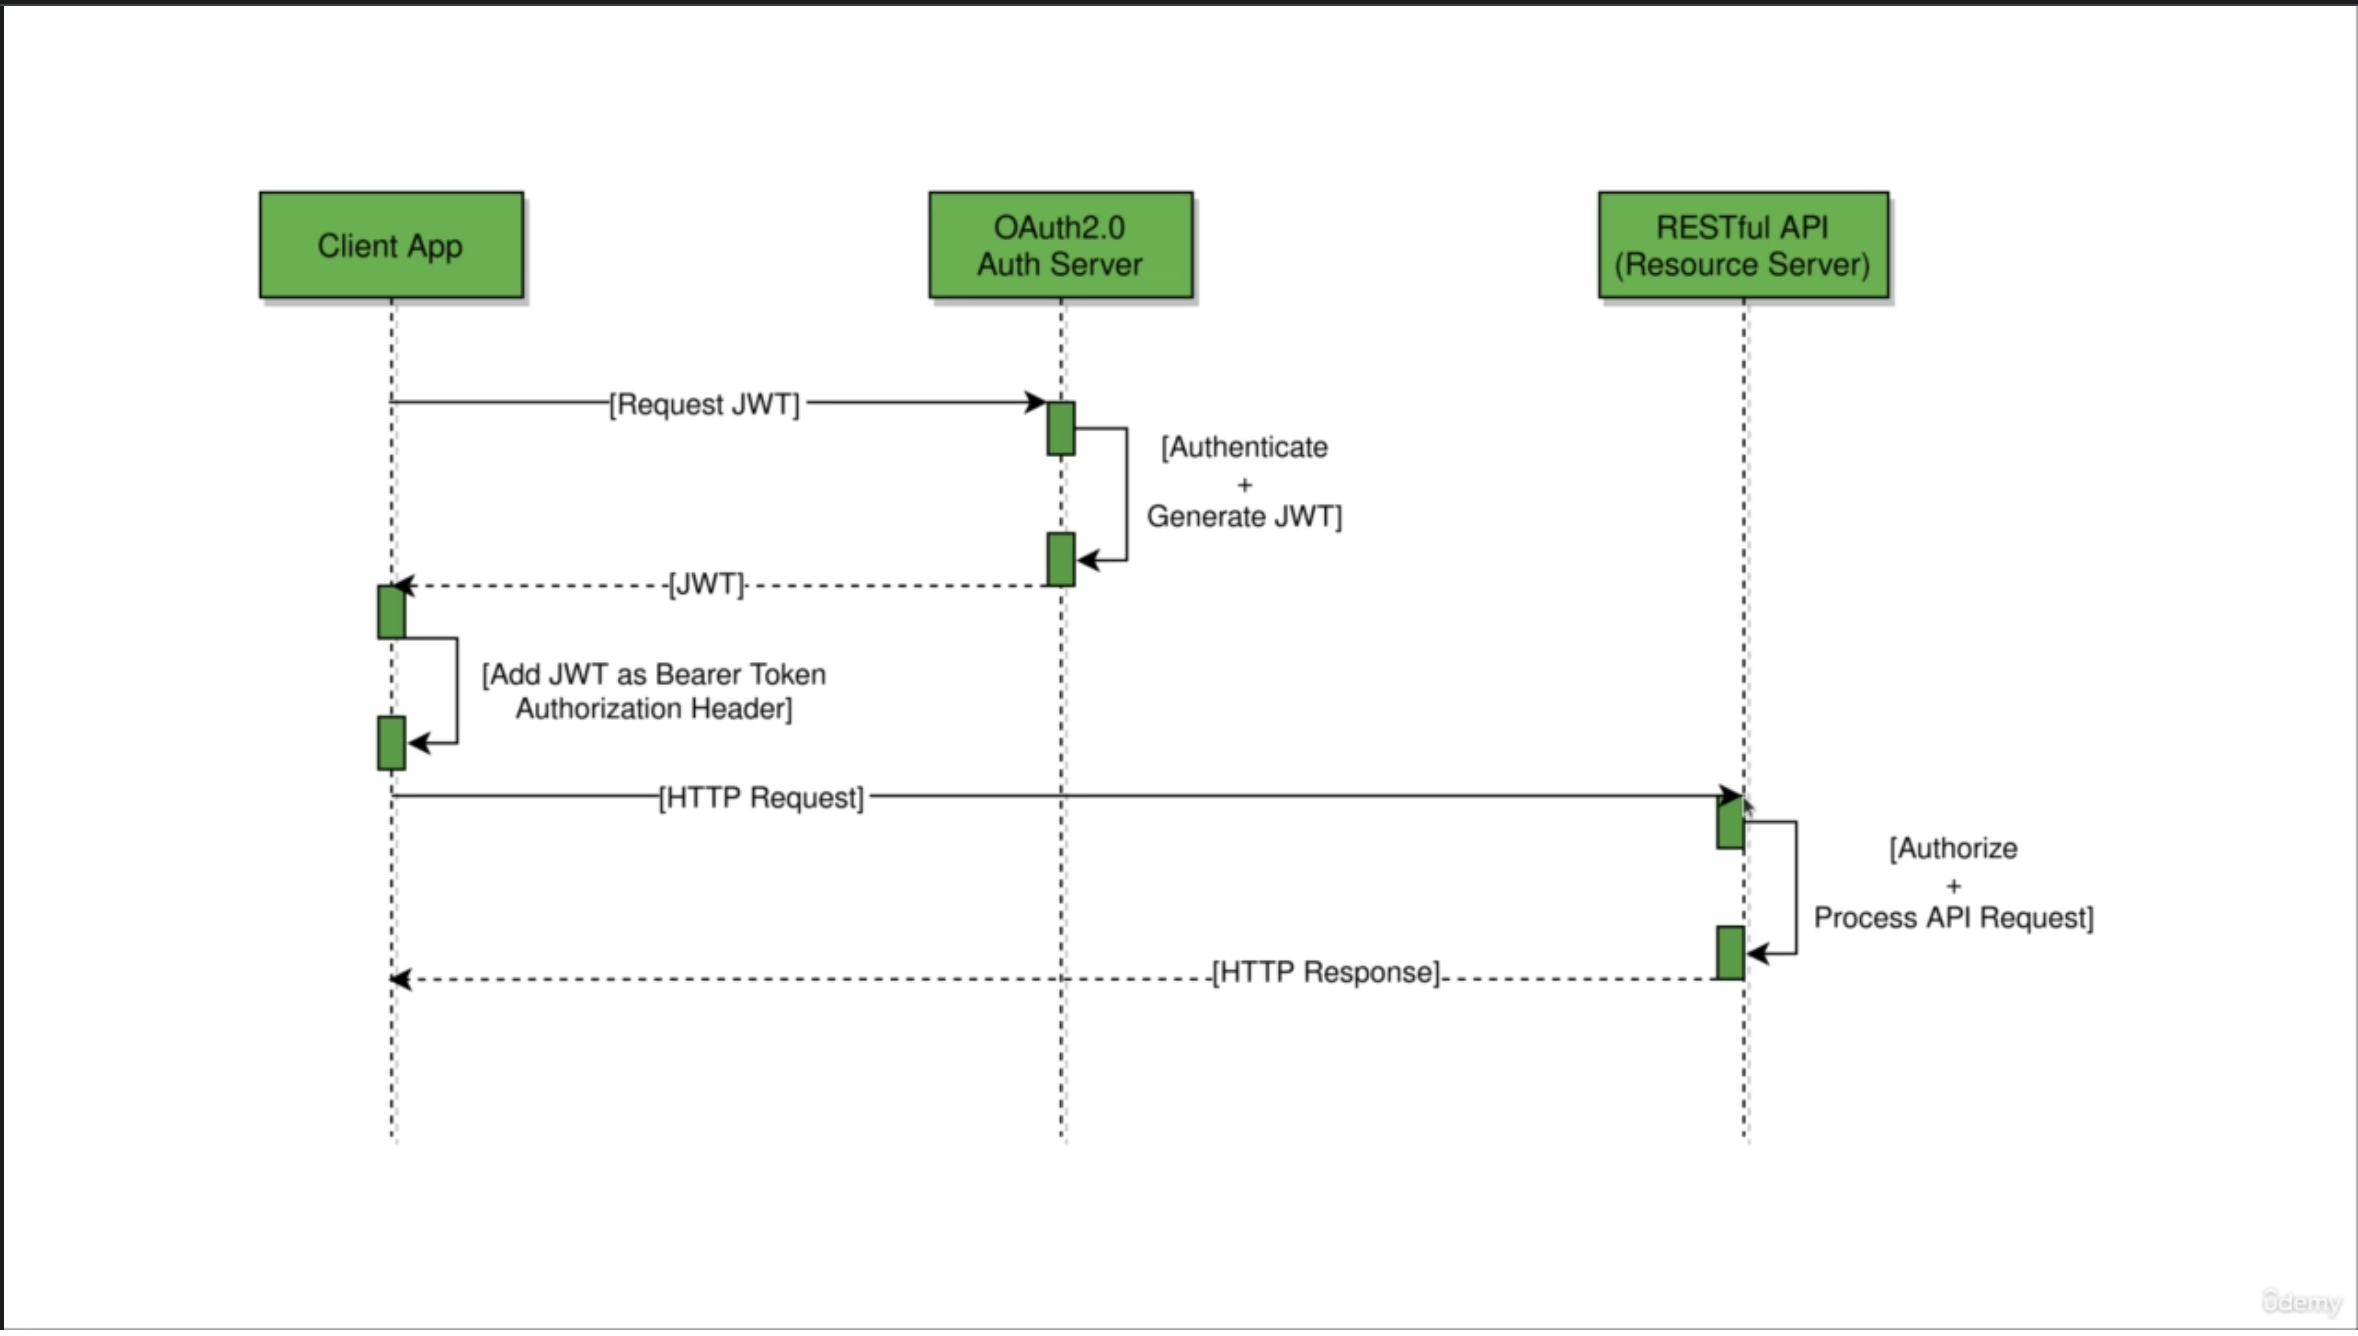 Client App
OAuth2.0
Auth Server
RESTful API
(Resource Server)
[Request JWT]
[Authenticate
+
Generate JWT]
[JWT]
[Add JWT as Bearer Token
Authorization Header]
[HTTP Request]
[Authorize
+
Process API Request]
[HTTP Response]
ûdemy